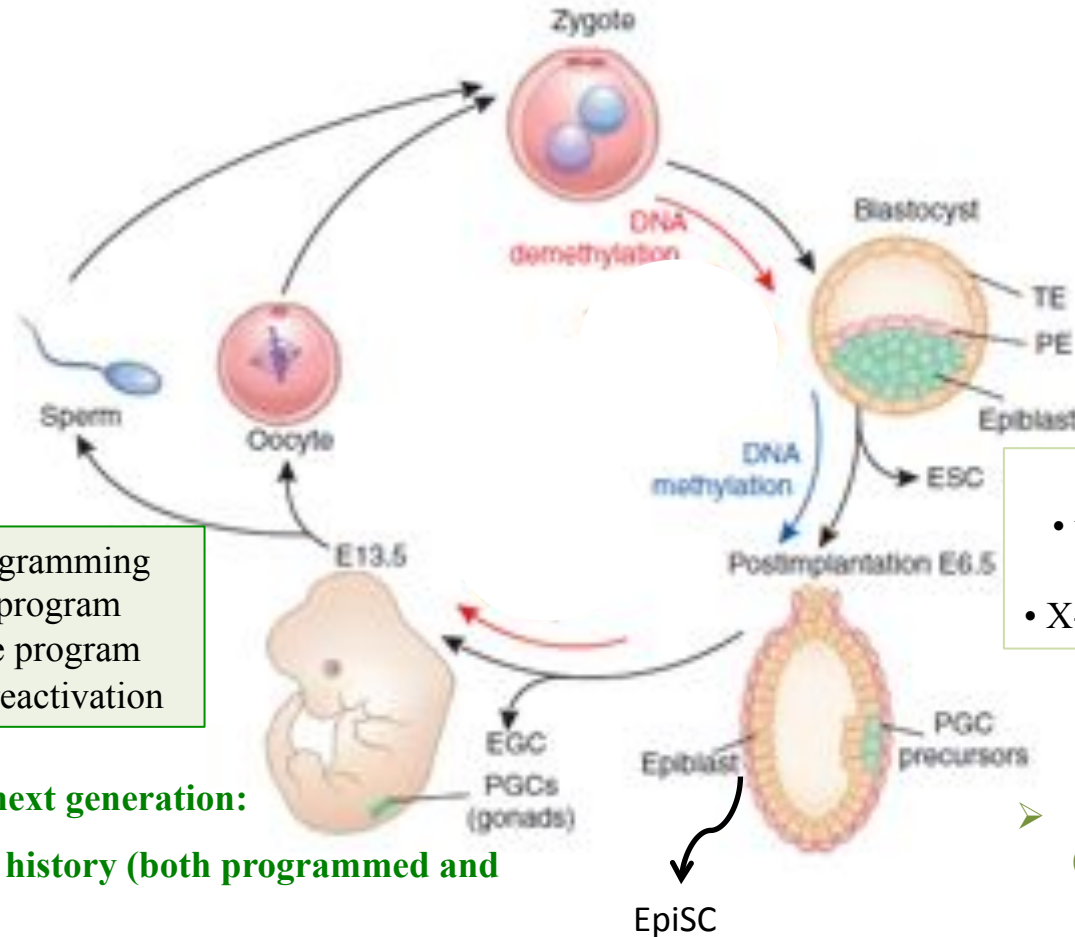 Zygote
DNA
demethylation
Blastocyst
TE
PE
Epiblast
Sperm
Oocyte
DNA
methylation
ESC
E13.5
Postimplantation E6.5
gramming
program
e program
eactivation
•
• X
EGC
PGCs
(gonads)
Epiblast
PGC
precursors
next generation:
history (both programmed and
➢
EpiSC